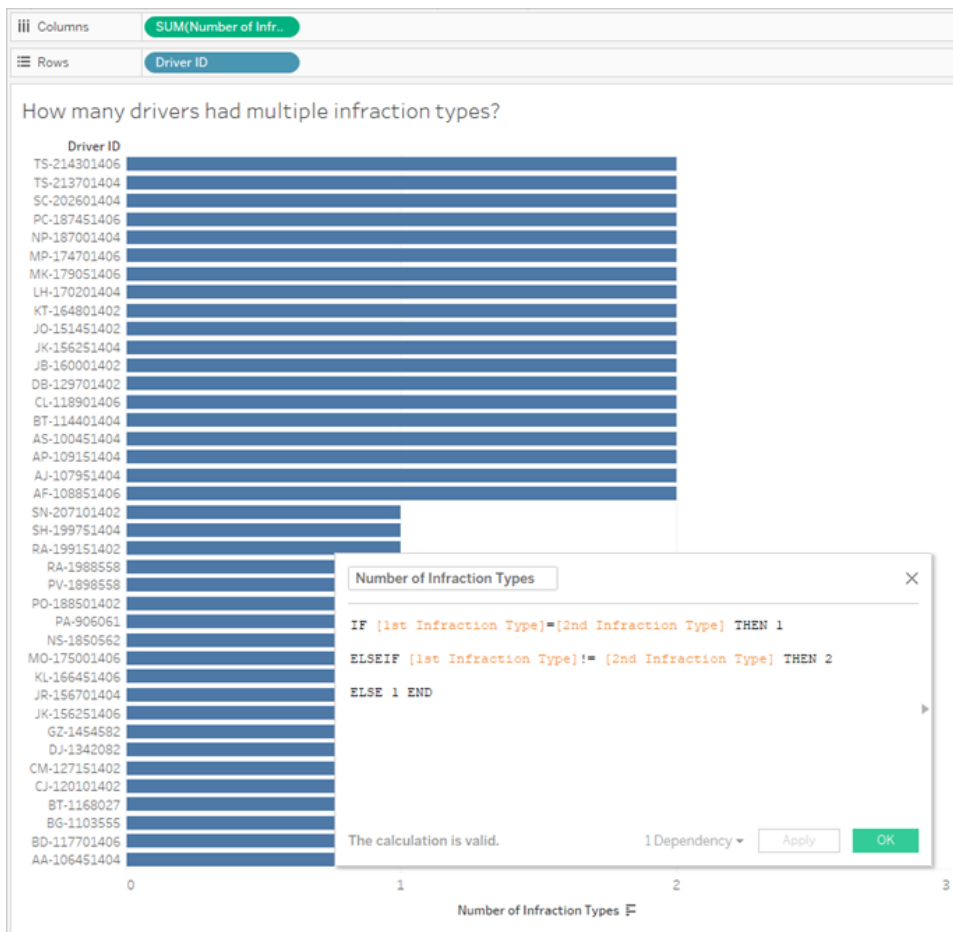 Columns
SUM(Number of Infr..
Rows
Driver ID
How many drivers had multiple infraction types?
Driver ID
TS-214301406
TS-213701404
SC-202601404
PC-187451406
NP-187001404
MP-174701406
MK-179051406
LH-170201404
KT-164801402
JO-151451402
JK-156251404
JB-160001402
DB-129701402
CL-118901406
BT-114401404
AS-100451404
AP-109151404
AJ-107951404
AF-108851406
SN-207101402
SH-199751404
RA-199151402
RA-1988558
PV-1898558
PO-188501402
PA-906061
NS-1850562
MO-175001406
KL-166451406
JR-156701404
JK-156251406
GZ-1454582
DJ-1342082
CM-127151402
CJ-120101402
BT-1168027
BG-1103555
BD-117701406
AA-106451404
Number of Infraction Types
IF [1st Infraction Type]=[2nd Infraction Type] THEN 1
ELSEIF [1st Infraction Type]!= [2nd Infraction Type] THEN 2
ELSE 1 END
The calculation is valid.
1 Dependency
Apply
OK
0 1 2 3
Number of Infraction Types